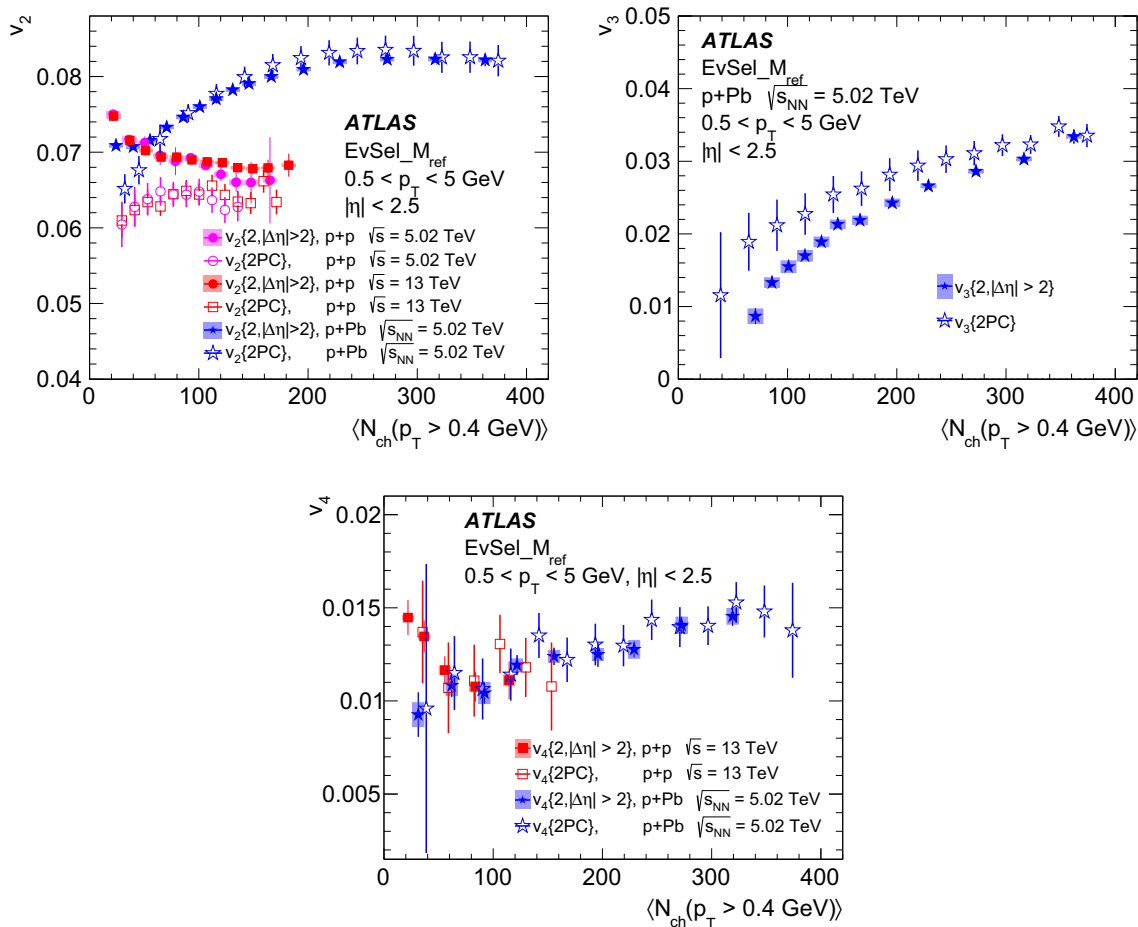 v2
0.08
0.06
0.04
ATLAS
EvSel_Mref
0.5 < pT < 5 GeV
|η| < 2.5
v2{2,|Δη|>2}, p+p √s = 5.02 TeV
v2{2PC}, p+p √s = 5.02 TeV
v2{2,|Δη|>2}, p+p √s = 13 TeV
v2{2PC}, p+p √s = 13 TeV
v2{2,|Δη|>2}, p+Pb √sNN = 5.02 TeV
v2{2PC}, p+Pb √sNN = 5.02 TeV
0 100 200 300 400
⟨Nch(pT > 0.4 GeV)⟩
v3
0.05
0.04
0.03
0.02
0.01
0
ATLAS
EvSel_Mref
p+Pb √sNN = 5.02 TeV
0.5 < pT < 5 GeV
|η| < 2.5
v3{2,|Δη| > 2}
v3{2PC}
0 100 200 300 400
⟨Nch(pT > 0.4 GeV)⟩
v4
0.02
0.015
0.01
0.005
ATLAS
EvSel_Mref
0.5 < pT < 5 GeV, |η| < 2.5
v4{2,|Δη| > 2}, p+p √s = 13 TeV
v4{2PC}, p+p √s = 13 TeV
v4{2,|Δη| > 2}, p+Pb √sNN = 5.02 TeV
v4{2PC}, p+Pb √sNN = 5.02 TeV
0 100 200 300 400
⟨Nch(pT > 0.4 GeV)⟩